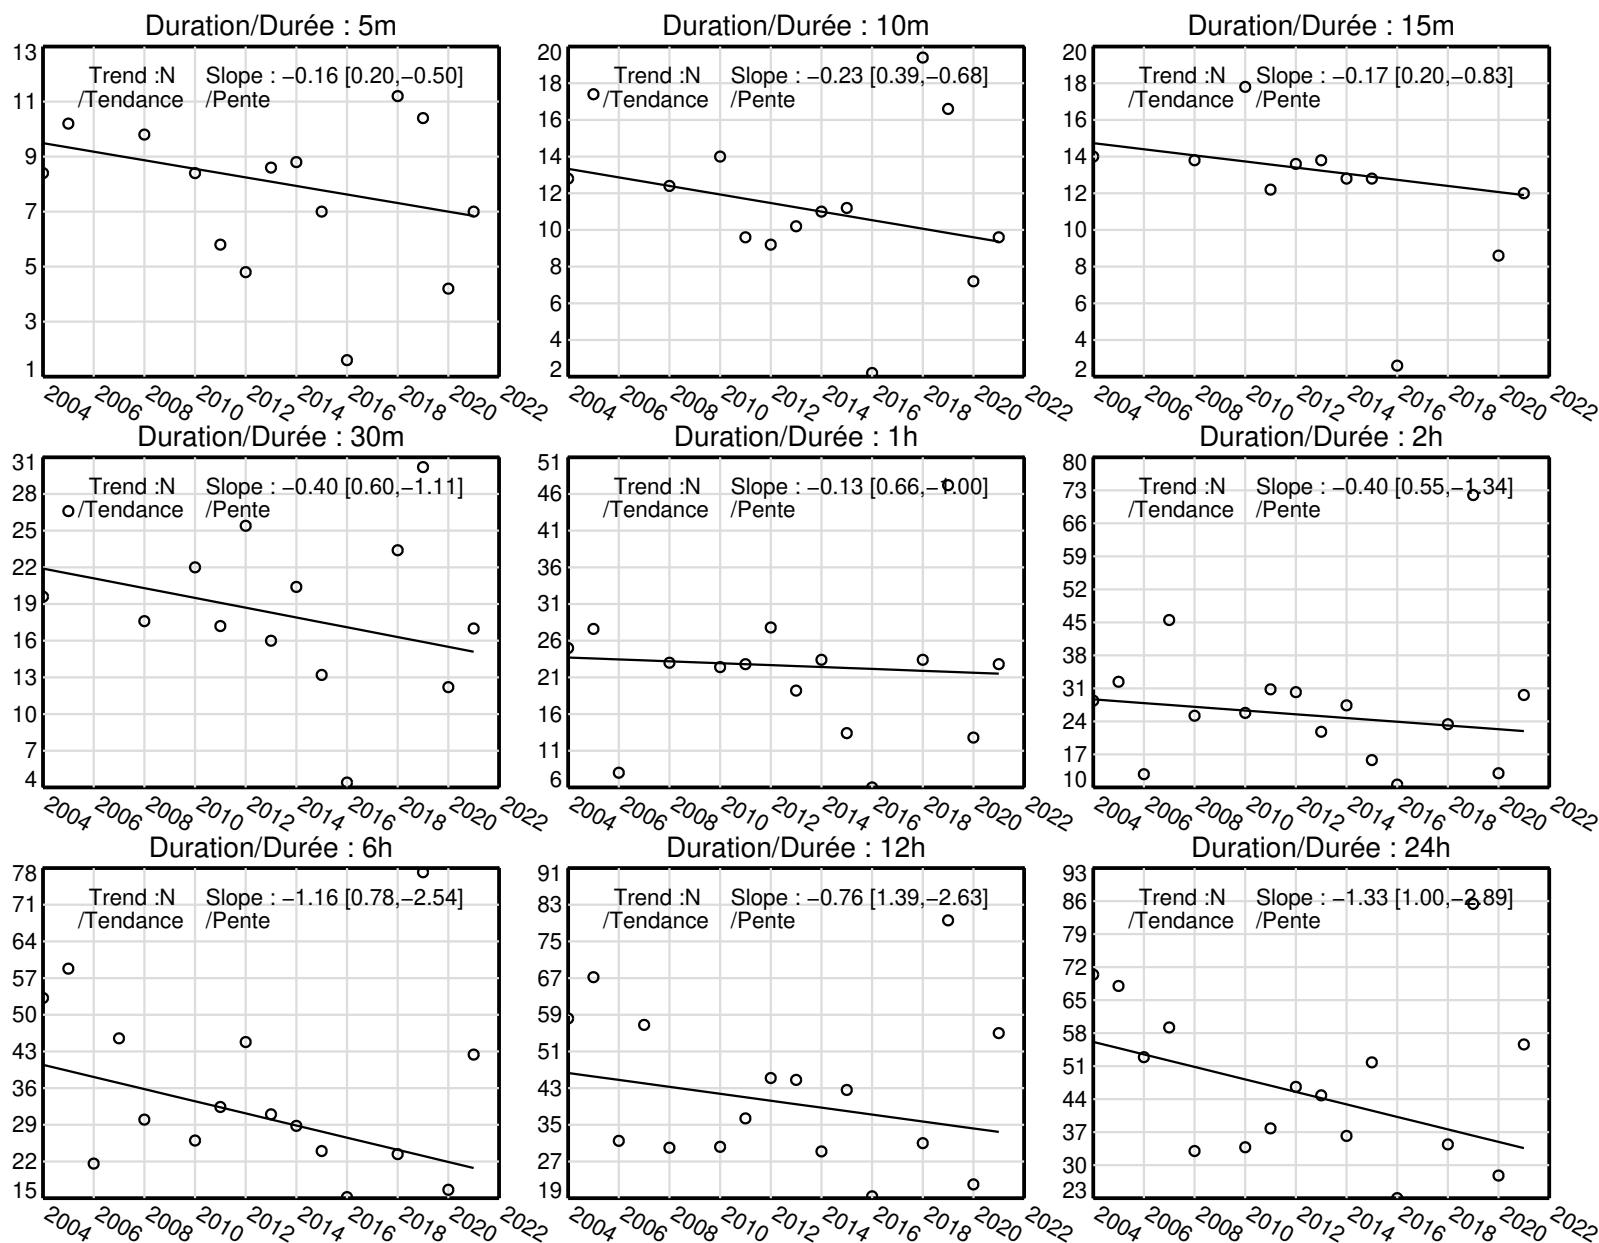 Duration/Durée : 5m
Trend :N Slope : −0.16 [0.20,−0.50]
/Tendance /Pente
13
11
9
7
5
3
1
2004 2006 2008 2010 2012 2014 2016 2018 2020 2022
Duration/Durée : 10m
Trend :N Slope : −0.23 [0.39,−0.68]
/Tendance /Pente
20
18
16
14
12
10
8
6
4
2
2004 2006 2008 2010 2012 2014 2016 2018 2020 2022
Duration/Durée : 15m
Trend :N Slope : −0.17 [0.20,−0.83]
/Tendance /Pente
20
18
16
14
12
10
8
6
4
2
2004 2006 2008 2010 2012 2014 2016 2018 2020 2022
Duration/Durée : 30m
Trend :N Slope : −0.40 [0.60,−1.11]
/Tendance /Pente
31
28
25
22
19
16
13
10
7
4
2004 2006 2008 2010 2012 2014 2016 2018 2020 2022
Duration/Durée : 1h
Trend :N Slope : −0.13 [0.66,−1.00]
/Tendance /Pente
51
46
41
36
31
26
21
16
11
6
2004 2006 2008 2010 2012 2014 2016 2018 2020 2022
Duration/Durée : 2h
Trend :N Slope : −0.40 [0.55,−1.34]
/Tendance /Pente
80
73
66
59
52
45
38
31
24
17
10
2004 2006 2008 2010 2012 2014 2016 2018 2020 2022
Duration/Durée : 6h
Trend :N Slope : −1.16 [0.78,−2.54]
/Tendance /Pente
78
71
64
57
50
43
36
29
22
15
2004 2006 2008 2010 2012 2014 2016 2018 2020 2022
Duration/Durée : 12h
Trend :N Slope : −0.76 [1.39,−2.63]
/Tendance /Pente
91
83
75
67
59
51
43
35
27
19
2004 2006 2008 2010 2012 2014 2016 2018 2020 2022
Duration/Durée : 24h
Trend :N Slope : −1.33 [1.00,−2.89]
/Tendance /Pente
93
86
79
72
65
58
51
44
37
30
23
2004 2006 2008 2010 2012 2014 2016 2018 2020 2022